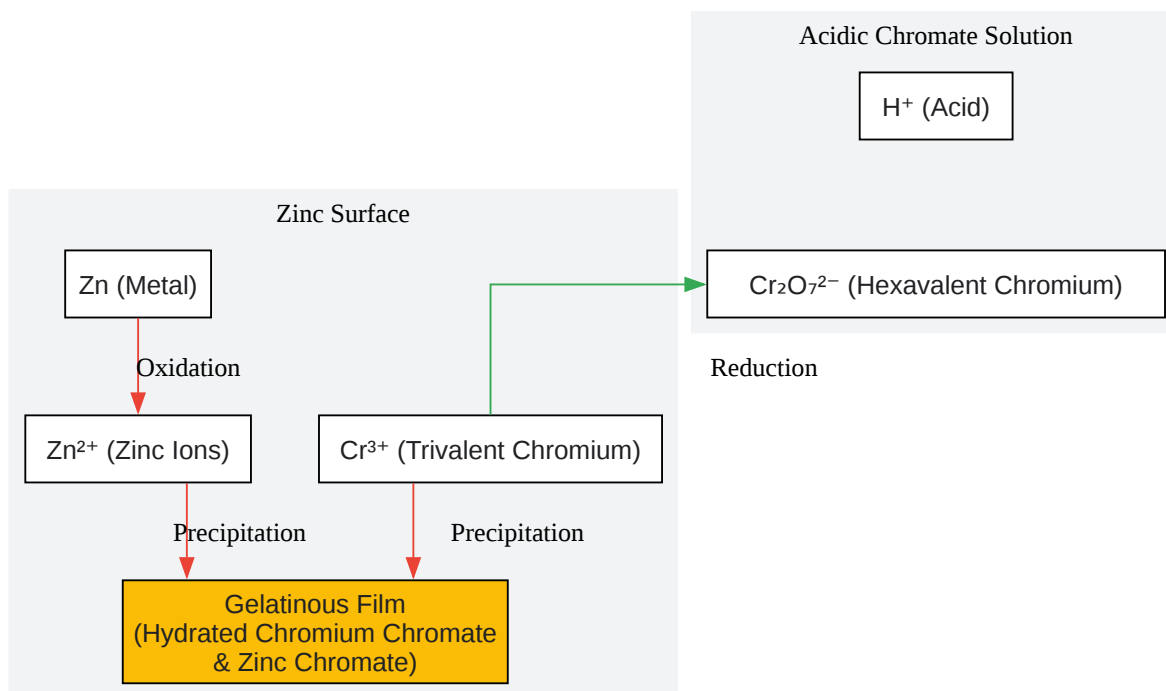 Acidic Chromate Solution
H⁺ (Acid)
Zinc Surface
Zn (Metal)
Cr₂O₇²⁻ (Hexavalent Chromium)
Oxidation
Reduction
Zn²⁺ (Zinc Ions)
Cr³⁺ (Trivalent Chromium)
Precipitation
Precipitation
Gelatinous Film
(Hydrated Chromium Chromate
& Zinc Chromate)